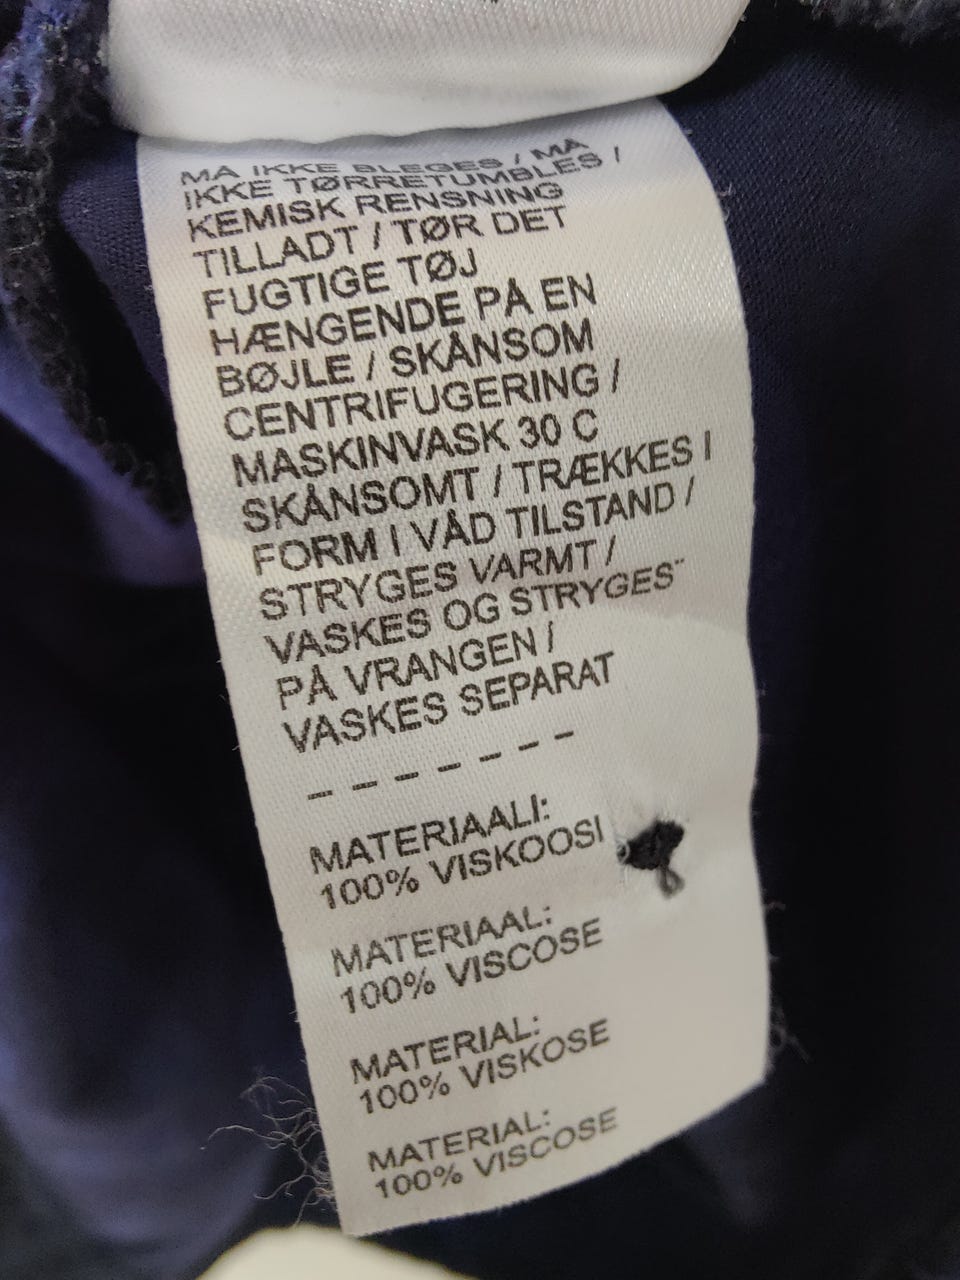 MÅ IKKE BLEGES / MÅ
IKKE TØRRETUMBLES /
KEMISK RENSNING
TILLADT / TØR DET
FUGTIGE TØJ
HÆNGENDE PÅ EN
BØJLE / SKÅNSOM
CENTRIFUGERING /
MASKINVASK 30 C
SKÅNSOMT / TRÆKKES I
FORM I VÅD TILSTAND /
STRYGES VARMT /
VASKES OG STRYGES
PÅ VRANGEN /
VASKES SEPARAT
- - - - - - -
MATERIAALI:
100% VISKOOSI
MATERIAAL:
100% VISCOSE
MATERIAL:
100% VISKOSE
MATERIAL:
100% VISCOSE